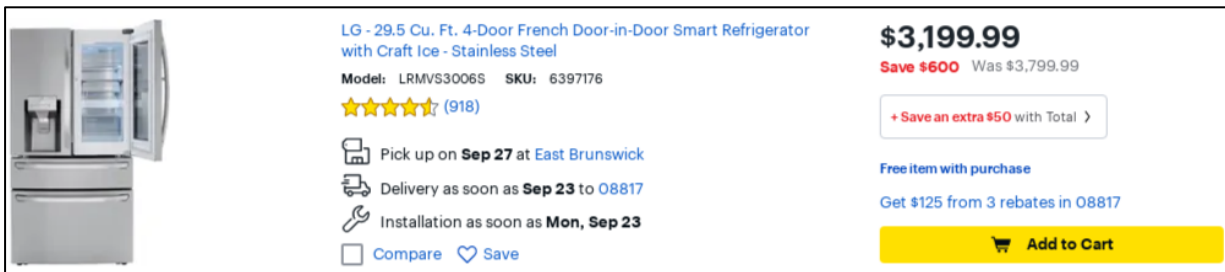 LG - 29.5 Cu. Ft. 4-Door French Door-in-Door Smart Refrigerator
with Craft Ice - Stainless Steel
Model: LRMVS3006S SKU: 6397176
(918)
Pick up on Sep 27 at East Brunswick
Delivery as soon as Sep 23 to 08817
Installation as soon as Mon, Sep 23
Compare Save
$3,199.99
Save $600 Was $3,799.99
+ Save an extra $50 with Total
Free item with purchase
Get $125 from 3 rebates in 08817
Add to Cart